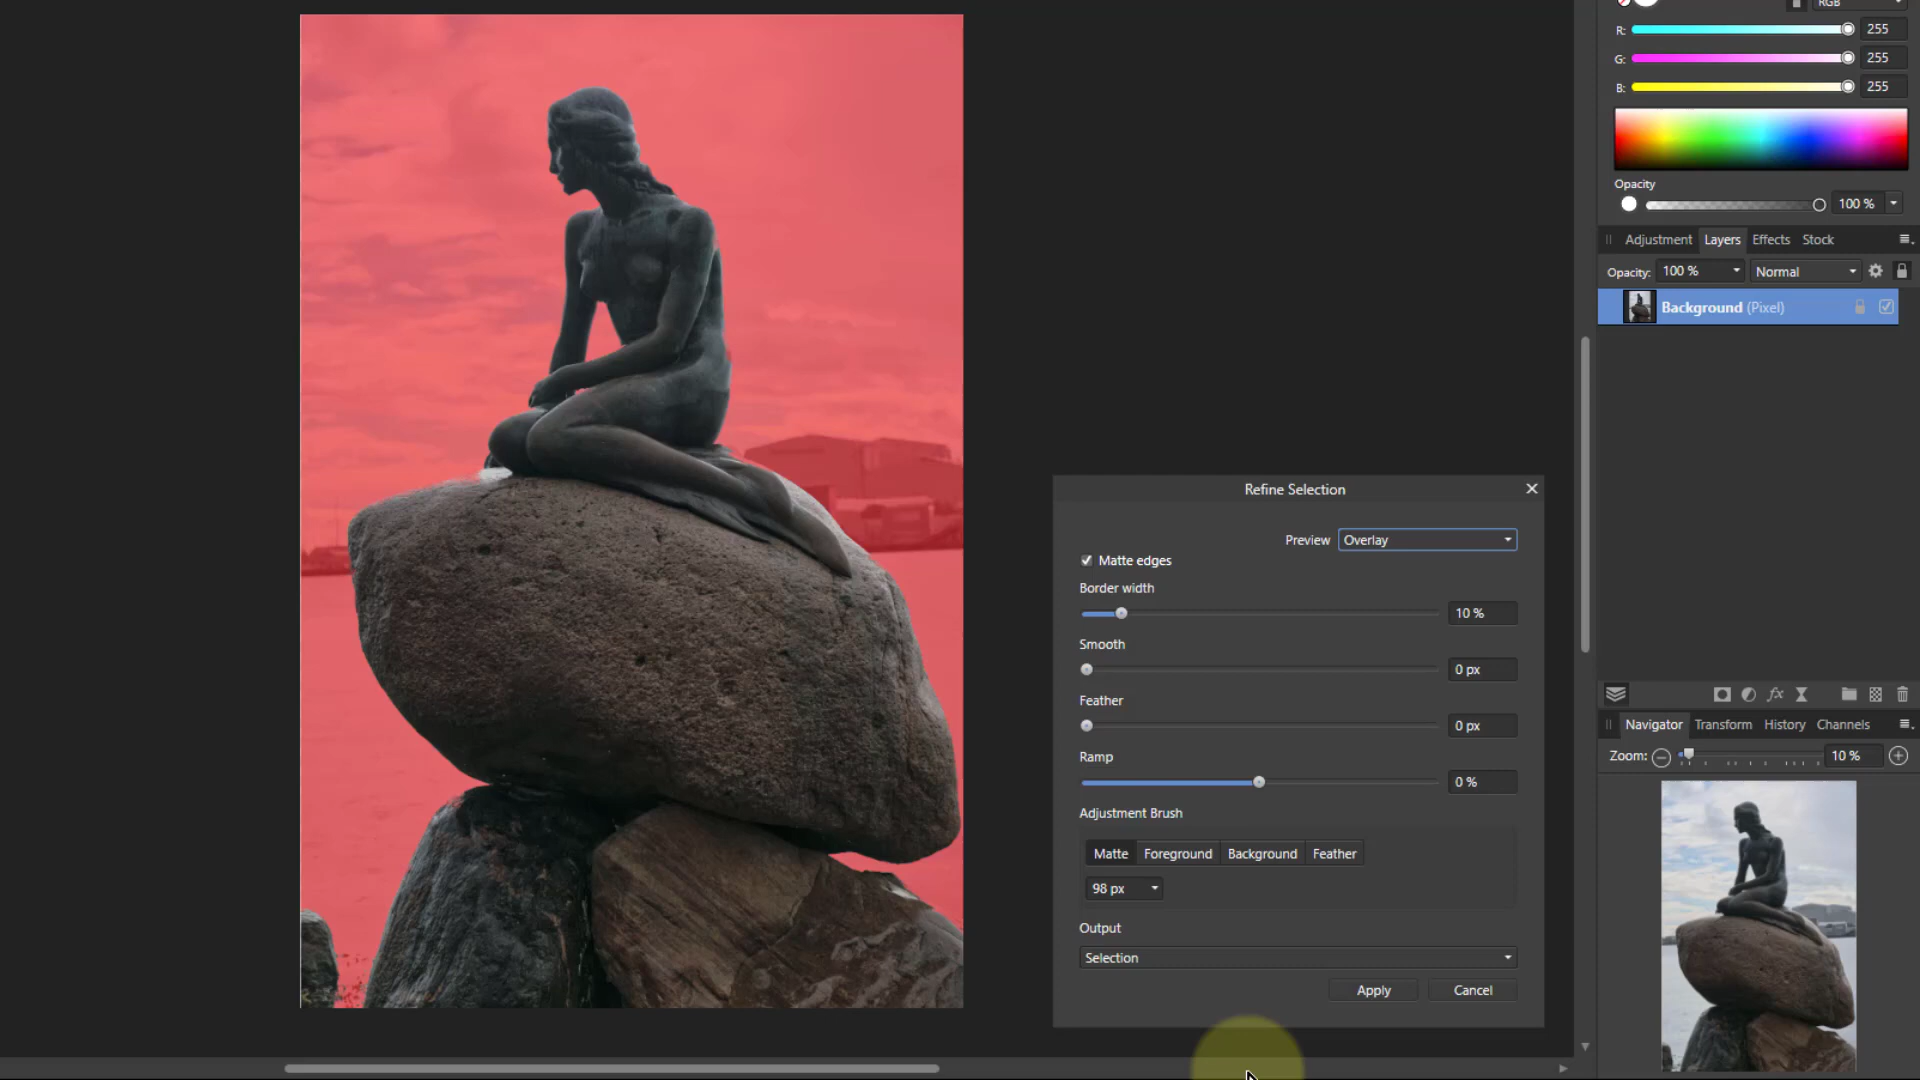 RGB
R: 255
G: 255
B: 255
Opacity
100 %
Adjustment Layers Effects Stock
Opacity: 100 % Normal
Background (Pixel)
Refine Selection
Preview Overlay
Matte edges
Border width
10 %
Smooth
0 px
Feather
0 px
Ramp
0 %
Adjustment Brush
Matte Foreground Background Feather
98 px
Output
Selection
Apply Cancel
fx
Navigator Transform History Channels
Zoom: 10 %